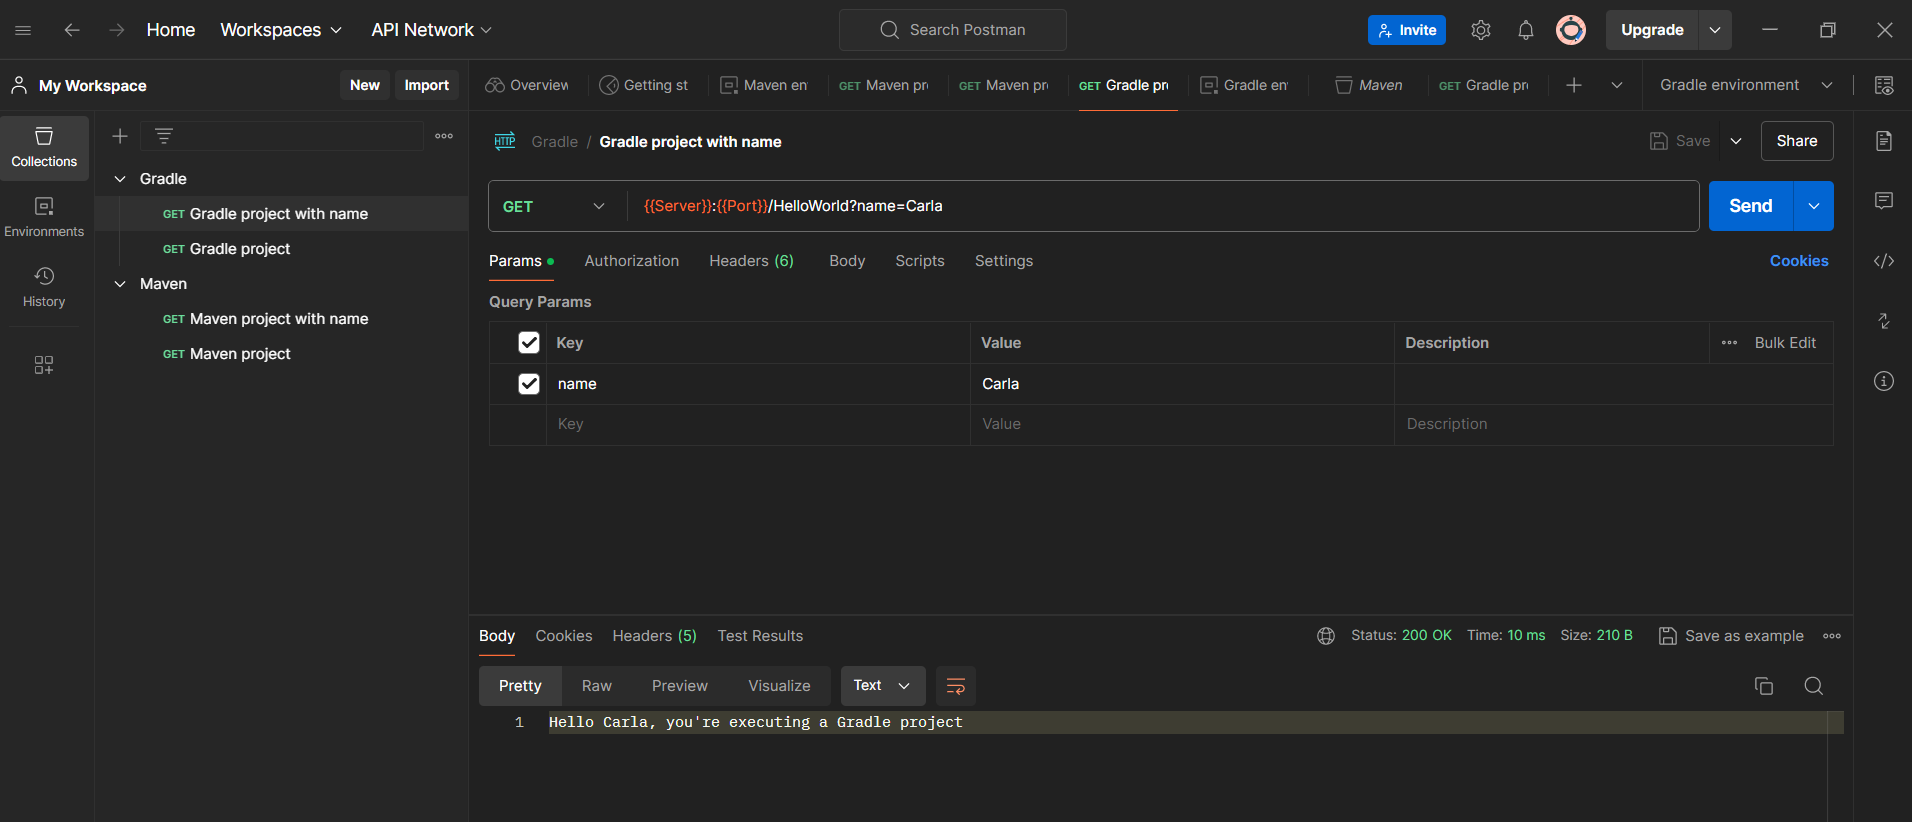 Home Workspaces API Network Search Postman Invite Upgrade
My Workspace New Import Overview Getting st Maven en GET Maven pr GET Maven pr GET Gradle pr Gradle en Maven GET Gradle pr Gradle environment
Collections
Environments
History
Gradle
GET Gradle project with name
GET Gradle project
Maven
GET Maven project with name
GET Maven project
HTTP Gradle / Gradle project with name Save Share
GET {{Server}}:{{Port}}/HelloWorld?name=Carla Send
Params Authorization Headers (6) Body Scripts Settings Cookies
Query Params
Key Value Description Bulk Edit
name Carla
Key Value Description
Body Cookies Headers (5) Test Results Status: 200 OK Time: 10 ms Size: 210 B Save as example
Pretty Raw Preview Visualize Text
1 Hello Carla, you're executing a Gradle project